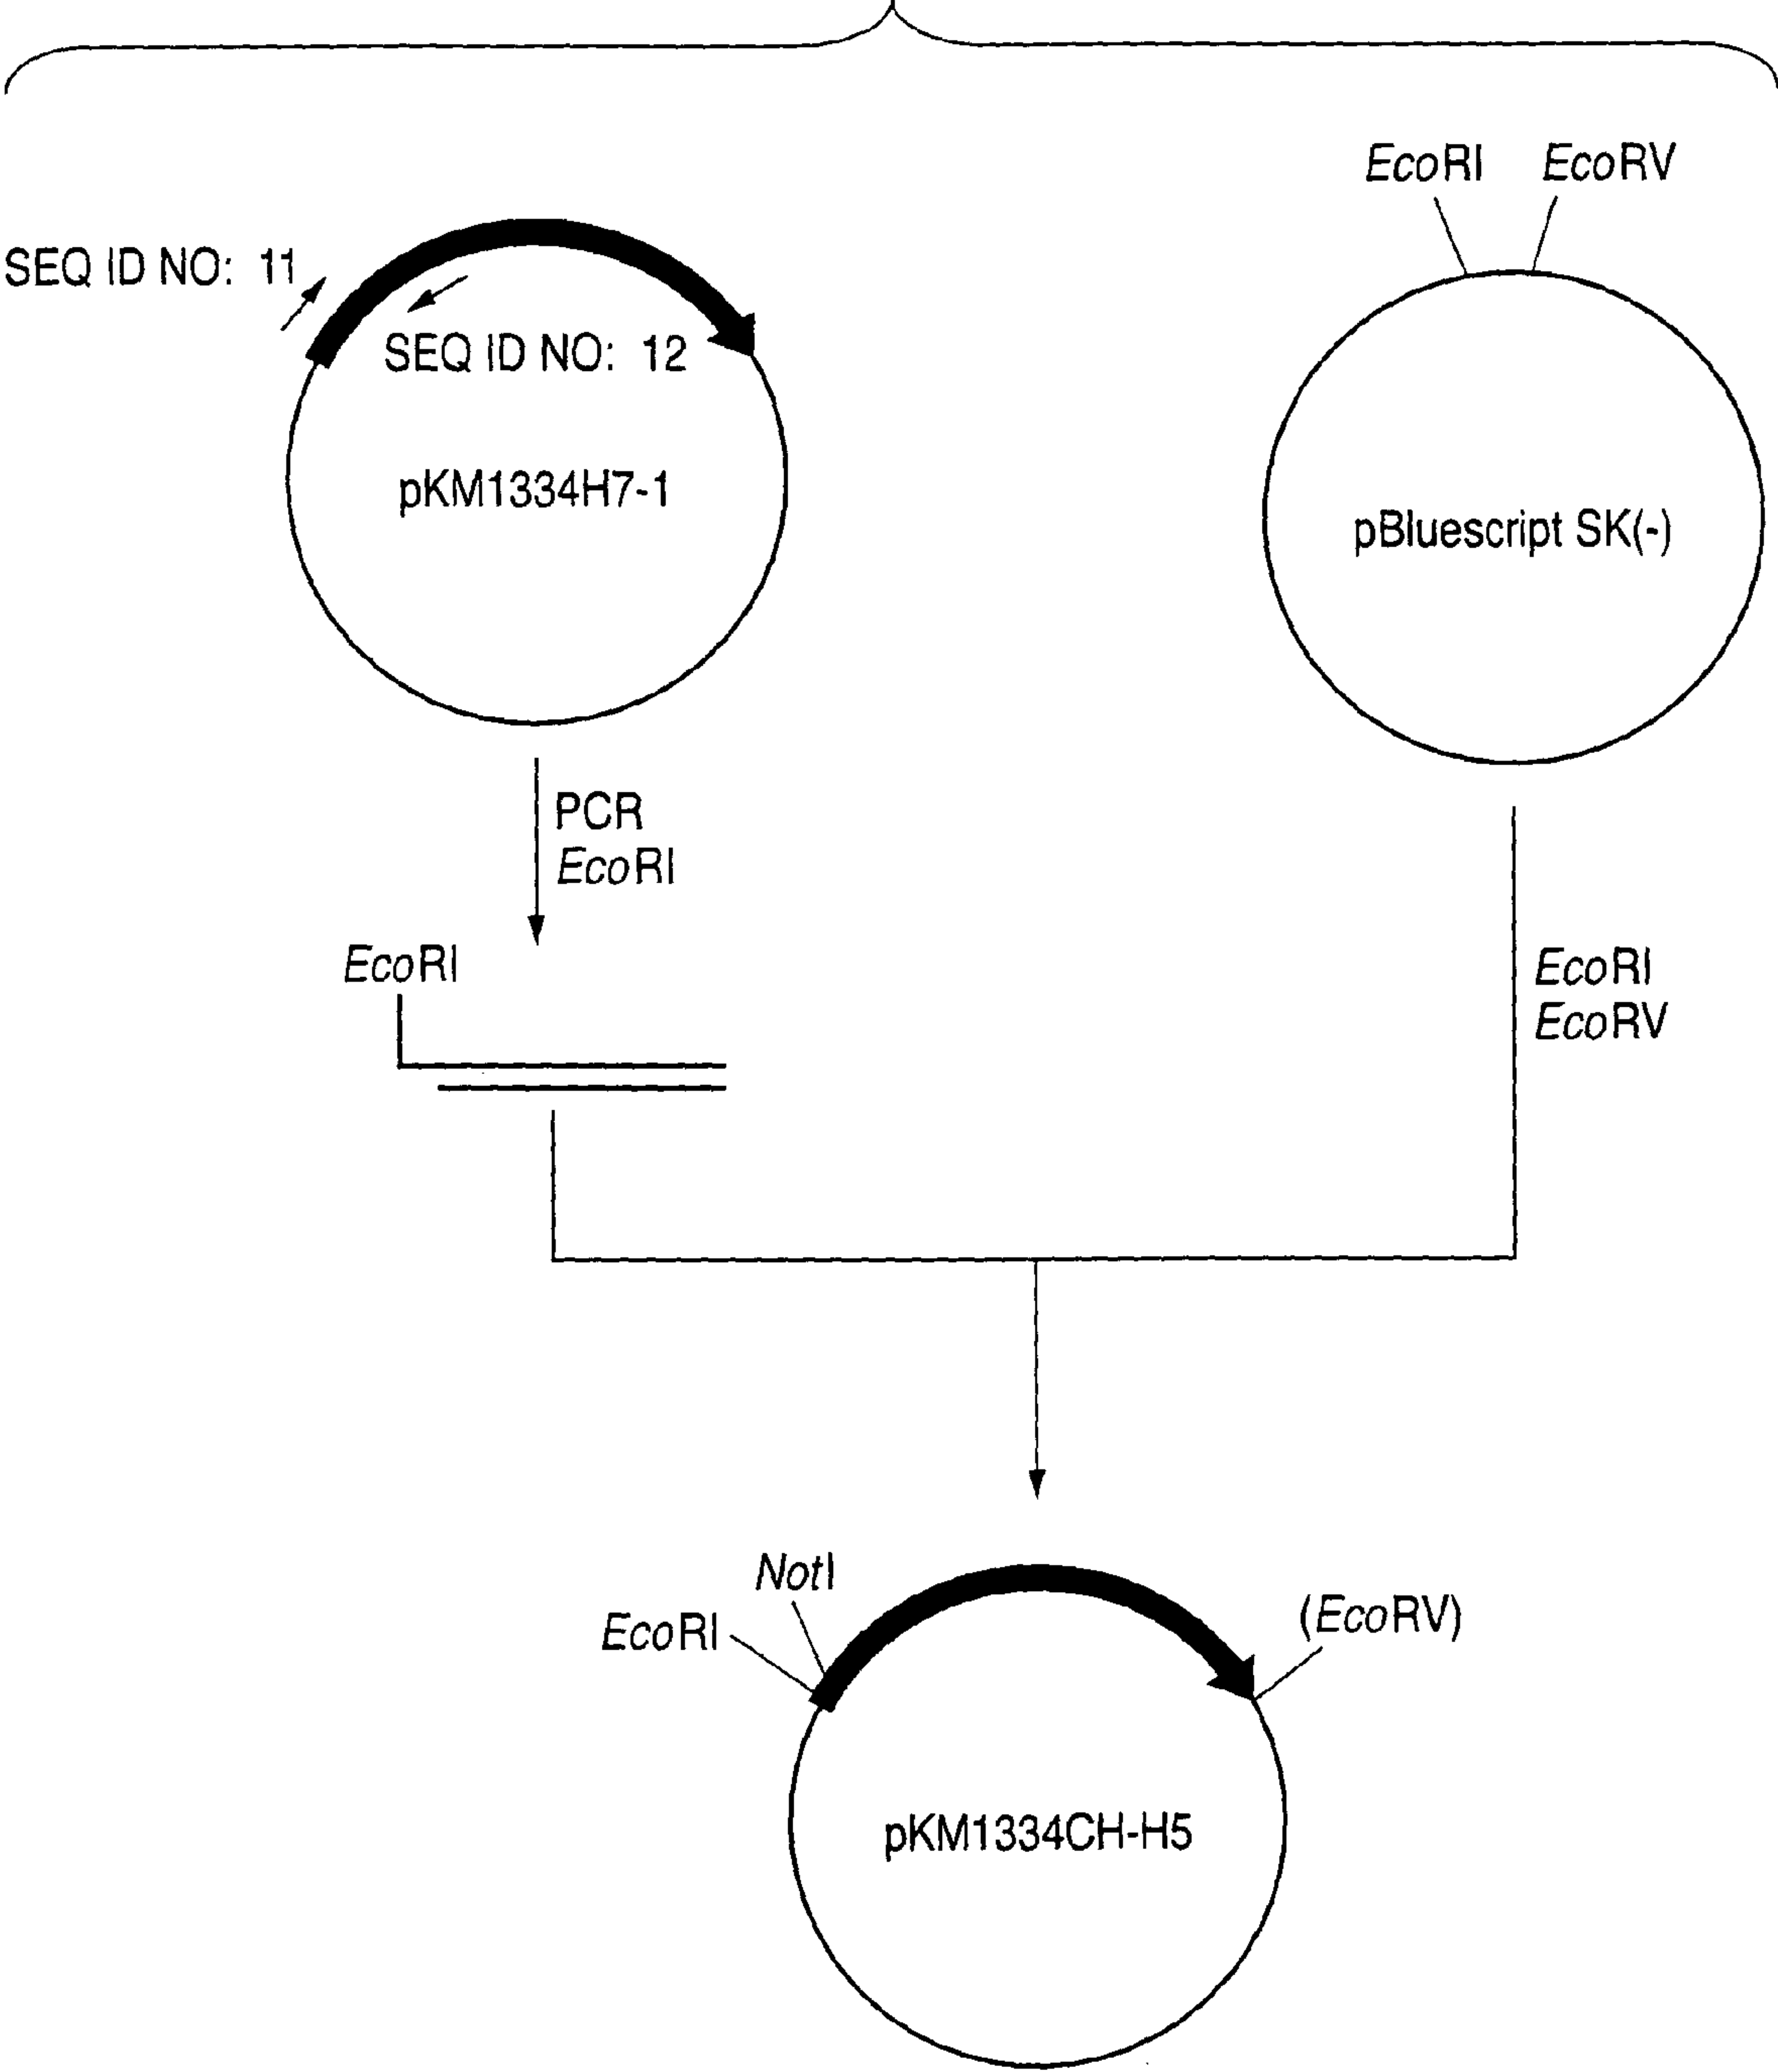 EcoRI EcoRV
SEQ ID NO: 11
SEQ ID NO: 12
pKM1334H7-1
pBluescript SK(-)
PCR
EcoRI
EcoRI
EcoRI
EcoRV
NotI
EcoRI
(EcoRV)
pKM1334CH-H5